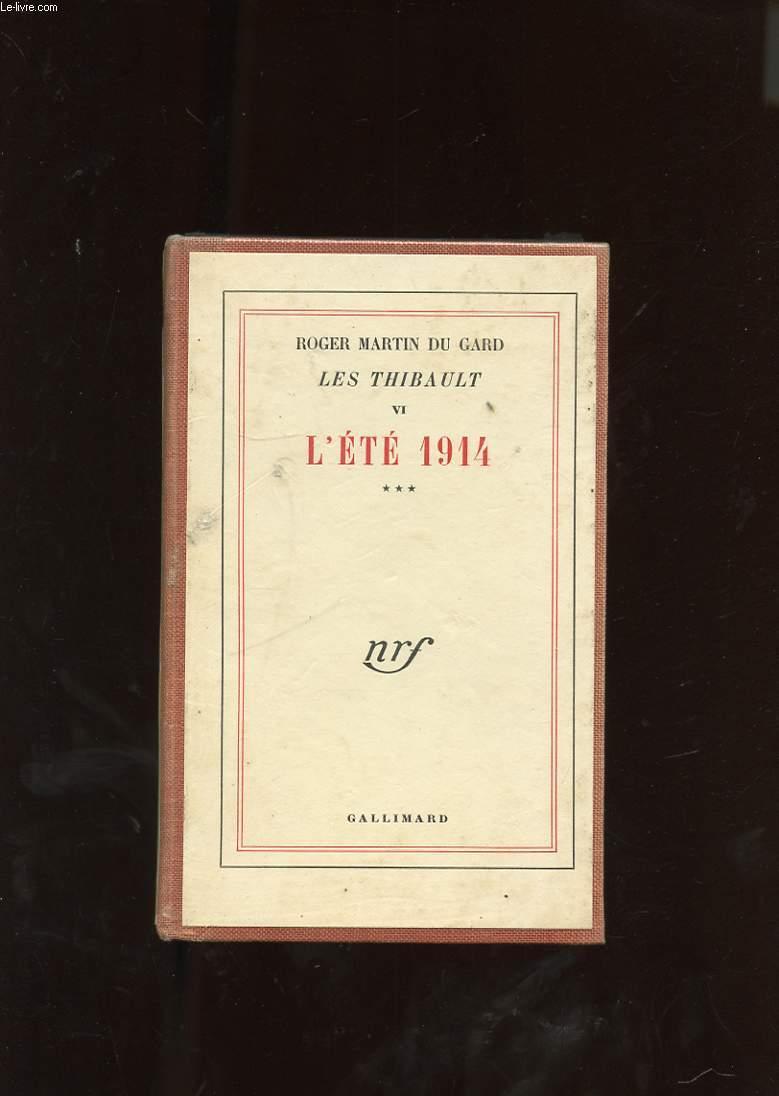 Le-livre.com
ROGER MARTIN DU GARD
LES THIBAULT
VI
L'ÉTÉ 1914
★★★
nrf
GALLIMARD